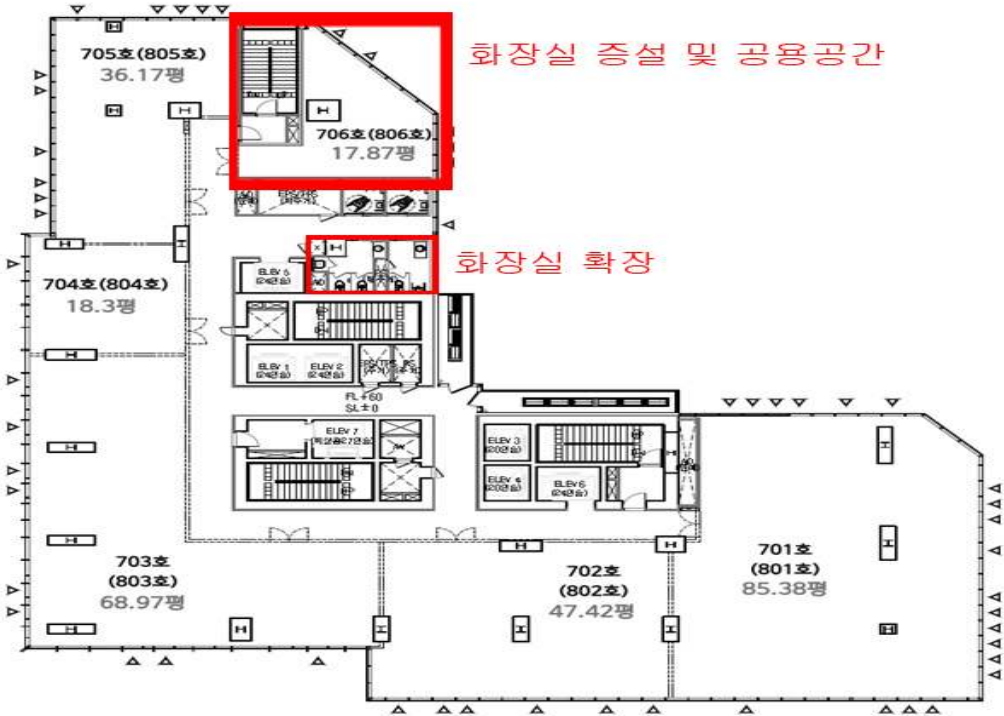 705호(805호)
36.17평
화장실 증설 및 공용공간
706호(806호)
17.87평
화장실 확장
704호(804호)
18.3평
ELEV 5
ELEV 1
ELEV 2
FL+60
SL±0
ELEV 7
ELEV 3
ELEV 4
ELEV 6
703호
(803호)
68.97평
702호
(802호)
47.42평
701호
(801호)
85.38평